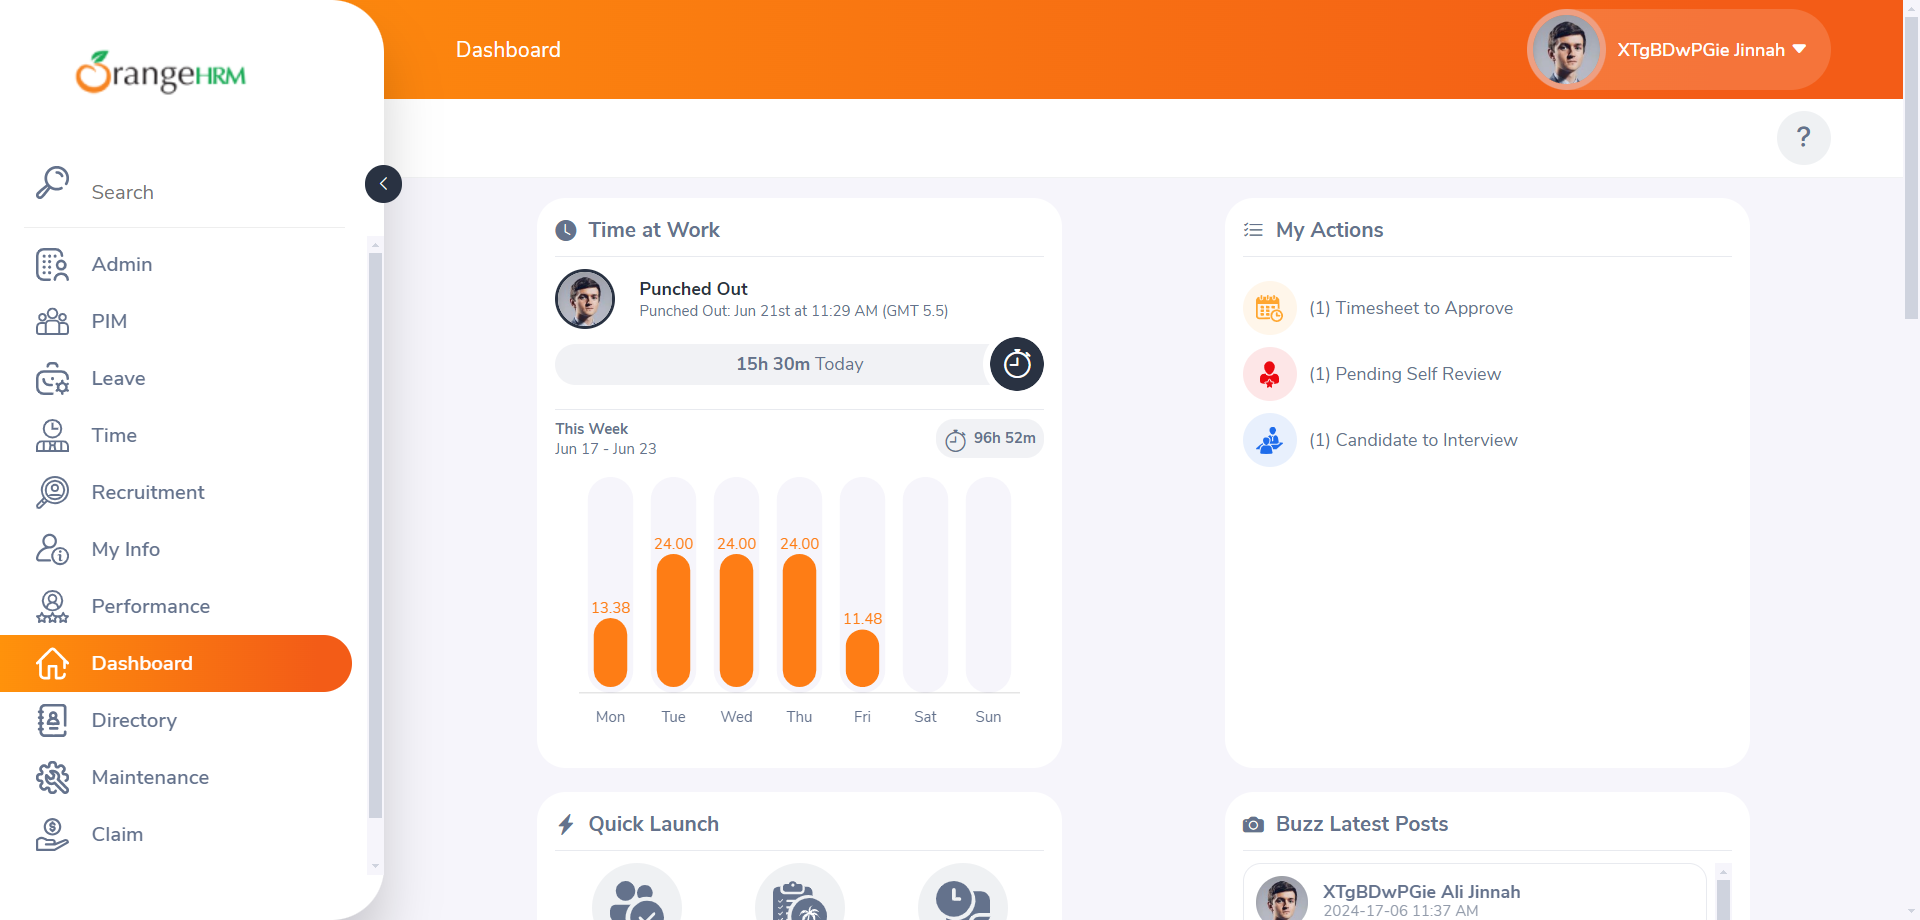 OrangeHRM
Search
Admin
PIM
Leave
Time
Recruitment
My Info
Performance
Dashboard
Directory
Maintenance
Claim
Dashboard
XTgBDwPGie Jinnah
?
Time at Work
Punched Out
Punched Out: Jun 21st at 11:29 AM (GMT 5.5)
15h 30m Today
This Week
Jun 17 - Jun 23
96h 52m
13.38
24.00
24.00
24.00
11.48
Mon Tue Wed Thu Fri Sat Sun
My Actions
(1) Timesheet to Approve
(1) Pending Self Review
(1) Candidate to Interview
Quick Launch
Buzz Latest Posts
XTgBDwPGie Ali Jinnah
2024-17-06 11:37 AM